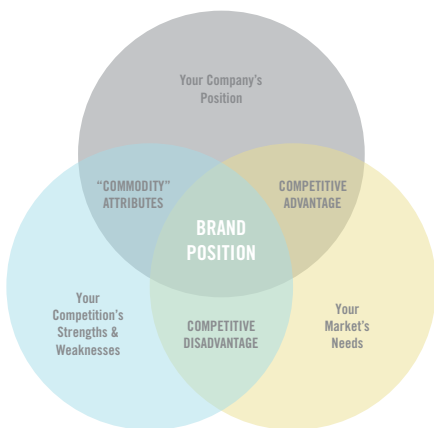 Your Company's
Position
"COMMODITY"
ATTRIBUTES
COMPETITIVE
ADVANTAGE
BRAND
POSITION
Your
Competition's
Strengths &
Weaknesses
COMPETITIVE
DISADVANTAGE
Your
Market's
Needs